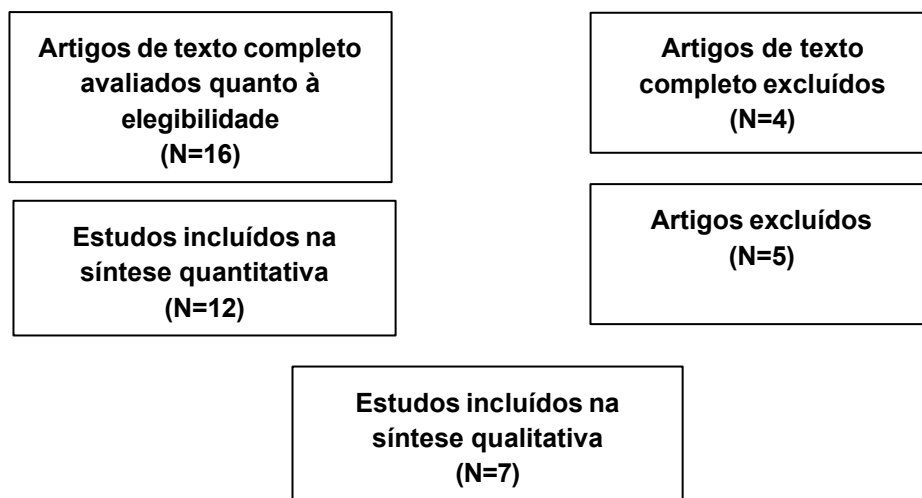 Artigos de texto completo
avaliados quanto à
elegibilidade
(N=16)
Artigos de texto
completo excluídos
(N=4)
Estudos incluídos na
síntese quantitativa
(N=12)
Artigos excluídos
(N=5)
Estudos incluídos na
síntese qualitativa
(N=7)